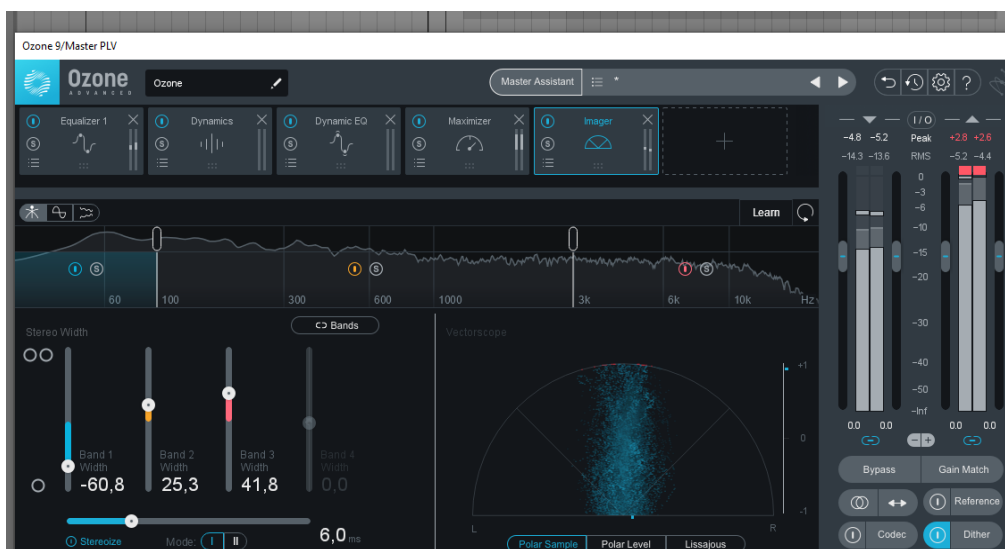 Ozone 9/Master PLV
Ozone
ADVANCED
Ozone
Master Assistant
*
Equalizer 1
Dynamics
Dynamic EQ
Maximizer
Imager
S
S
S
S
S
I/O
-4.8 -5.2 Peak +2.8 +2.6
-14.3 -13.6 RMS -5.2 -4.4
0
-3
-6
-10
-15
-20
-30
-40
-50
-Inf
0.0 0.0 0.0 0.0
Learn
S
S
S
60 100 300 600 1000 3k 6k 10k Hz
Stereo Width
Bands
Vectorscope
+1
0
-1
L
R
Band 1 Width
-60,8
Band 2 Width
25,3
Band 3 Width
41,8
Band 4 Width
0,0
Stereoize
Mode: I II
6,0 ms
Polar Sample Polar Level Lissajous
Bypass Gain Match
Reference
Codec Dither